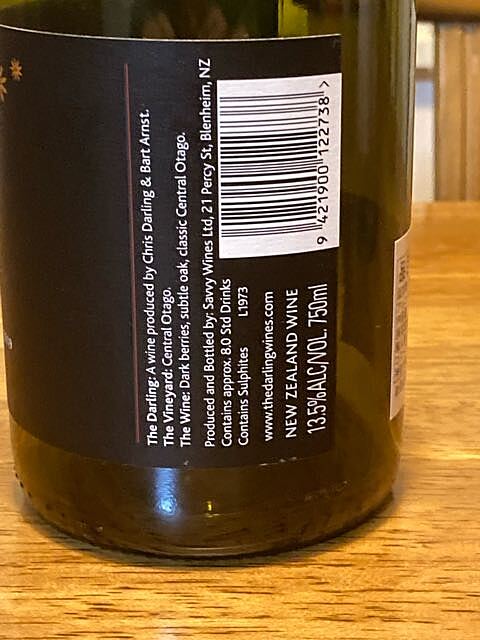 The Darling: A wine produced by Chris Darling & Bart Arnst.
The Vineyard: Central Otago.
The Wine: Dark berries, subtle oak, classic Central Otago.
Produced and Bottled by: Savvy Wines Ltd, 21 Percy St, Blenheim, NZ
Contains approx. 8.0 Std Drinks
Contains Sulphites L1973
www.thedarlingwines.com
NEW ZEALAND WINE
13.5%ALC/VOL. 750ml
9 421900 122738 >